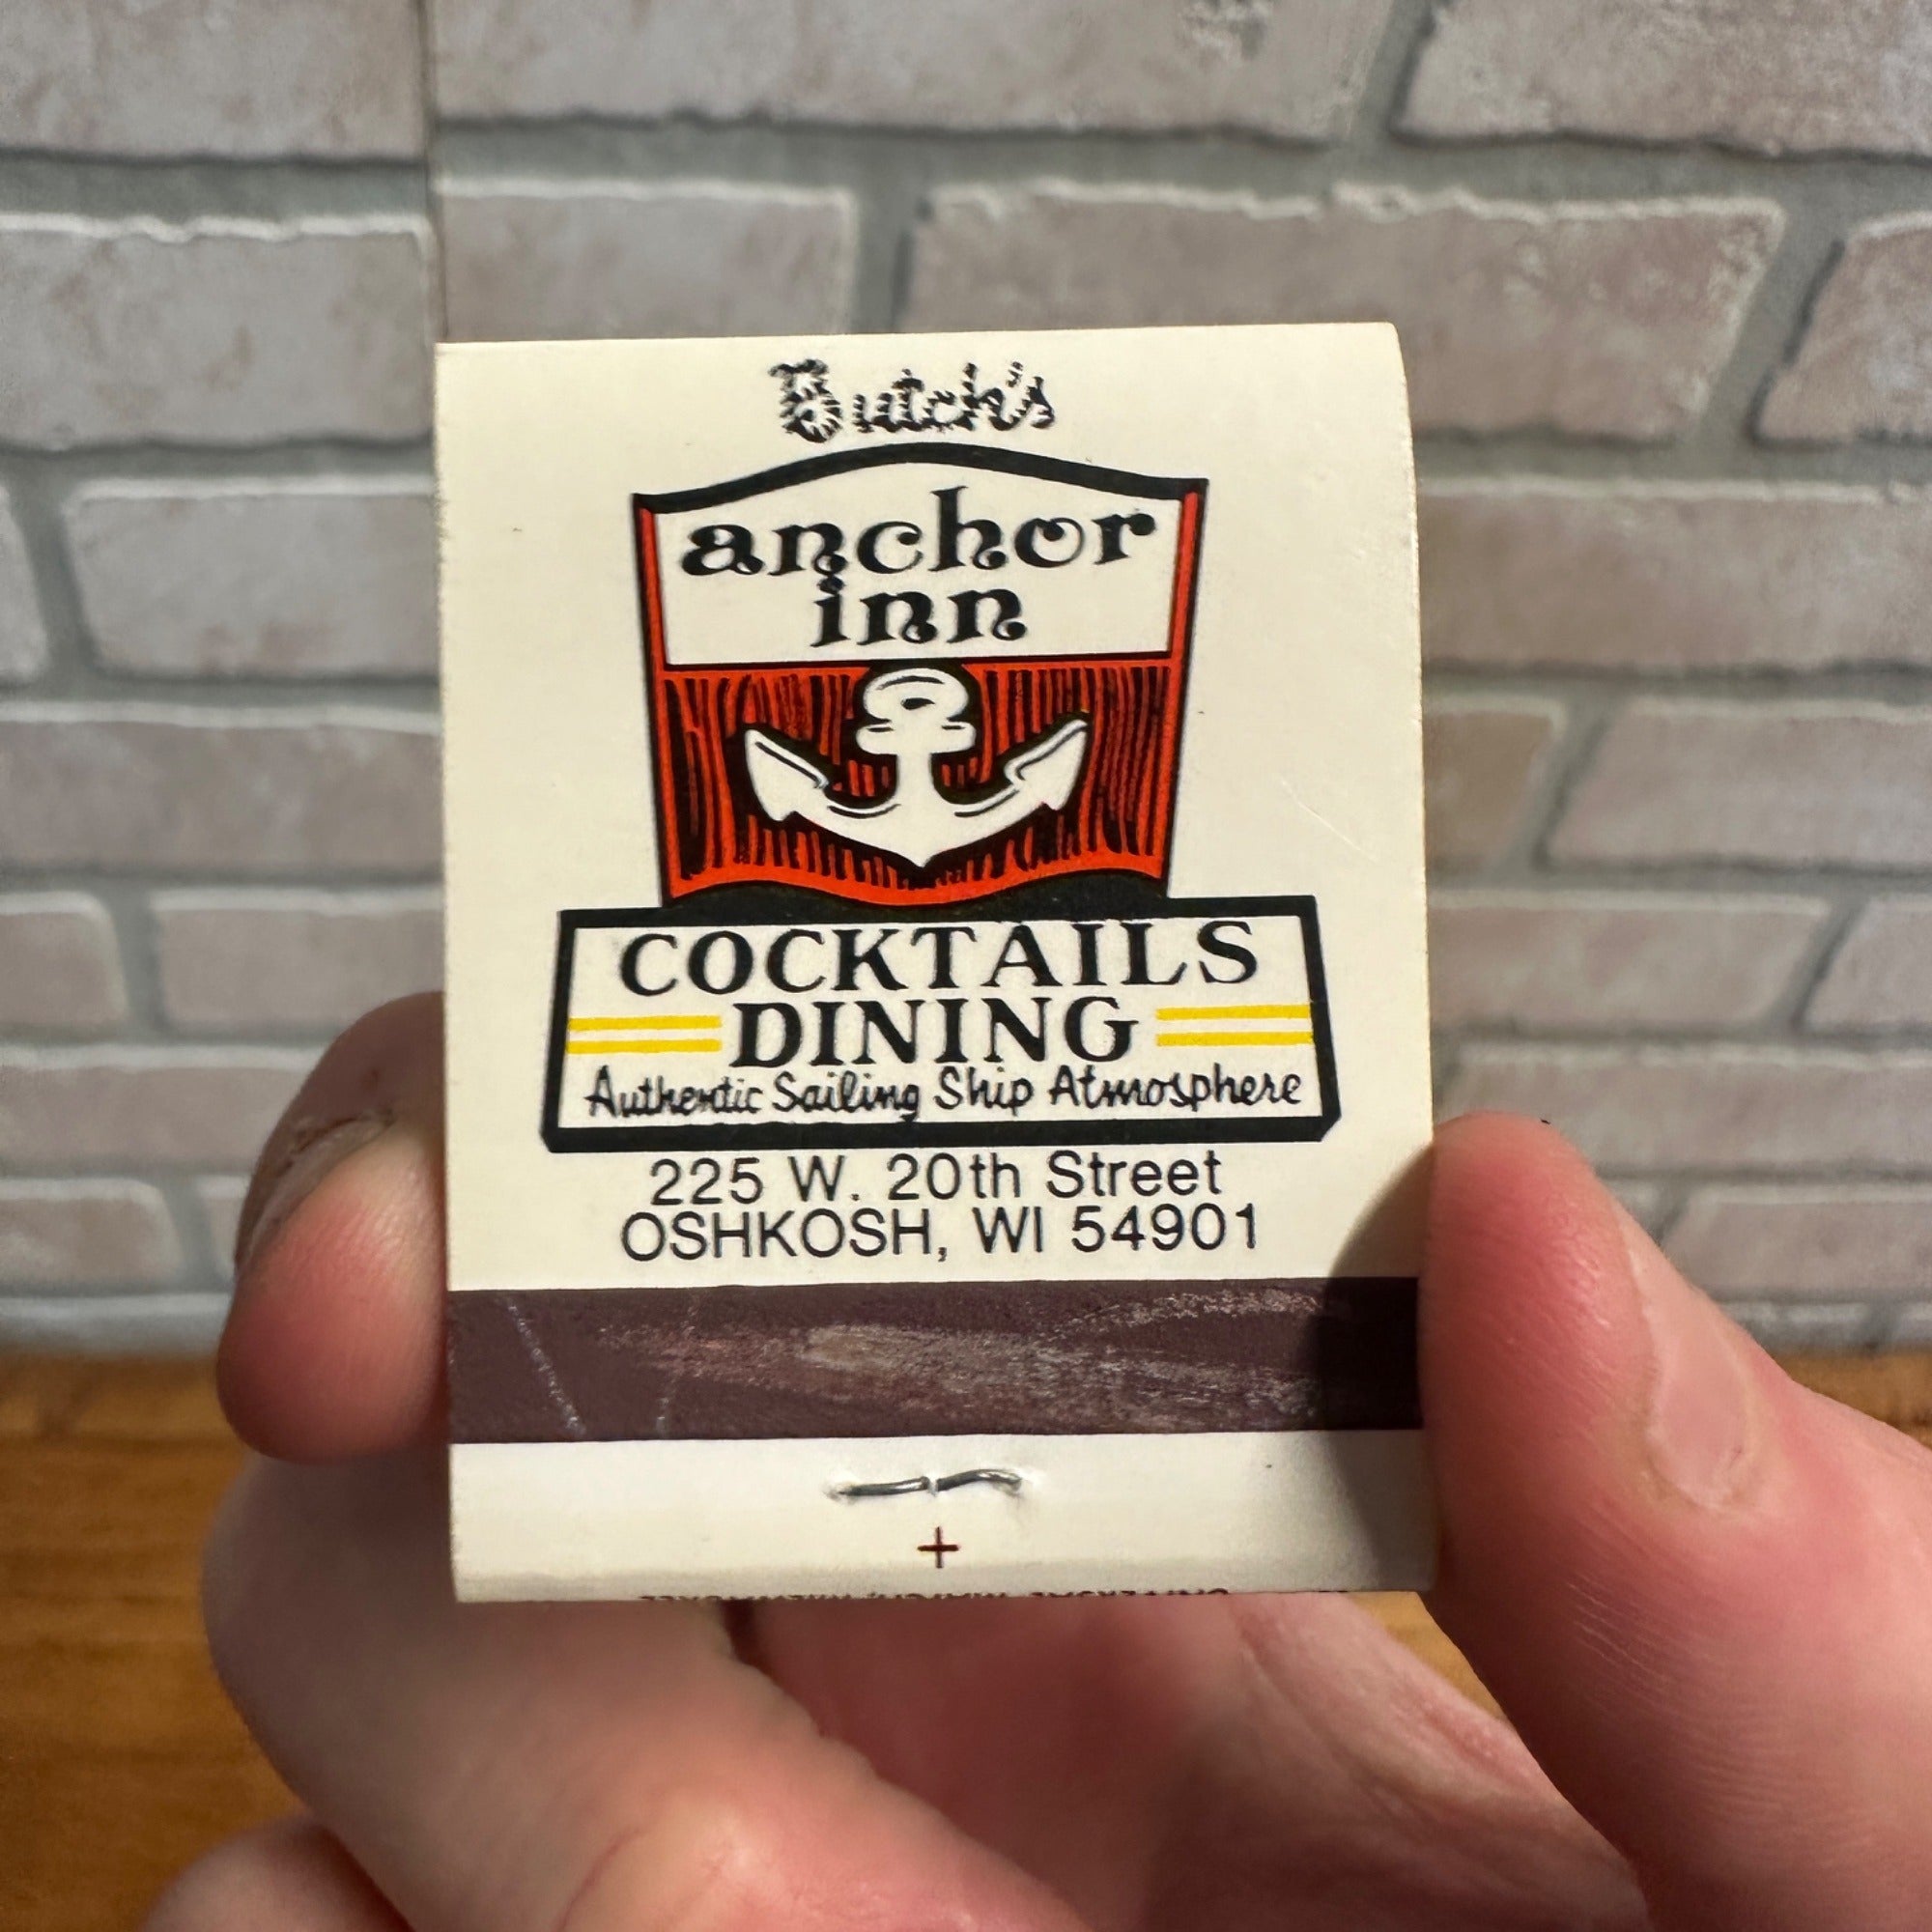 Butch's
anchor
inn
COCKTAILS
DINING
Authentic Sailing Ship Atmosphere
225 W. 20th Street
OSHKOSH, WI 54901